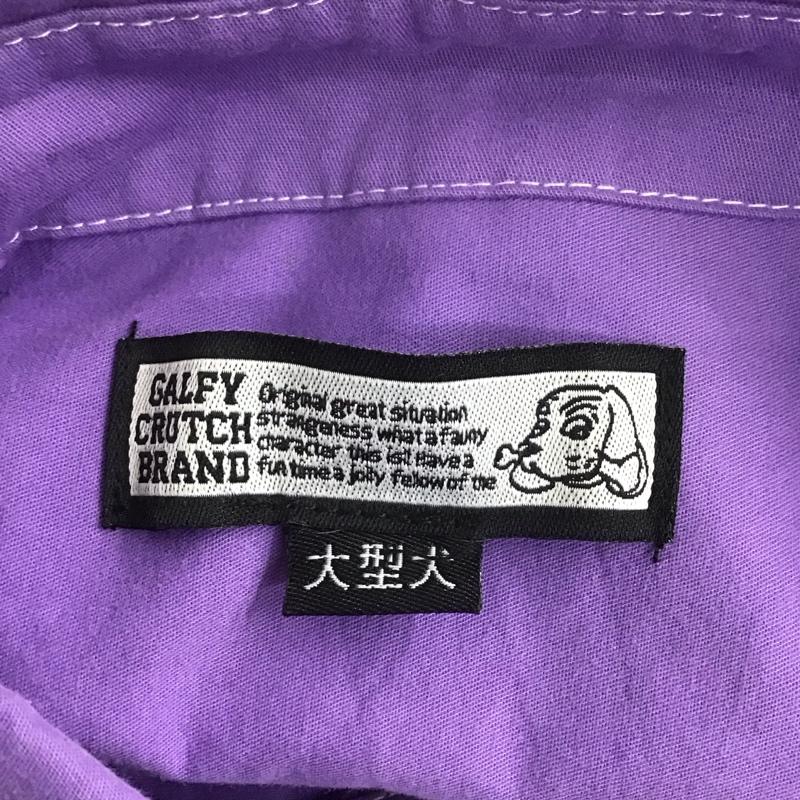 GALFY
CRUTCH
BRAND
Original great situation
strangeness what a fauny
character this is! Have a
fun time a jolly fellow of the
大型犬